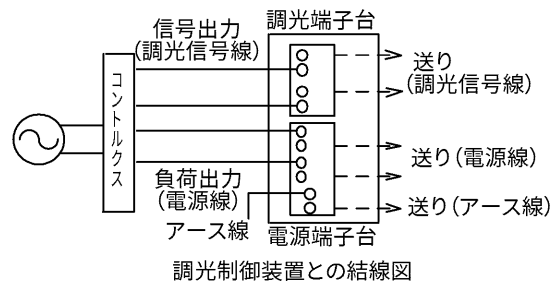 調光端子台
信号出力
(調光信号線)
送り
(調光信号線)
コントルクス
送り(電源線)
負荷出力
(電源線)
送り(アース線)
アース線
電源端子台
調光制御装置との結線図